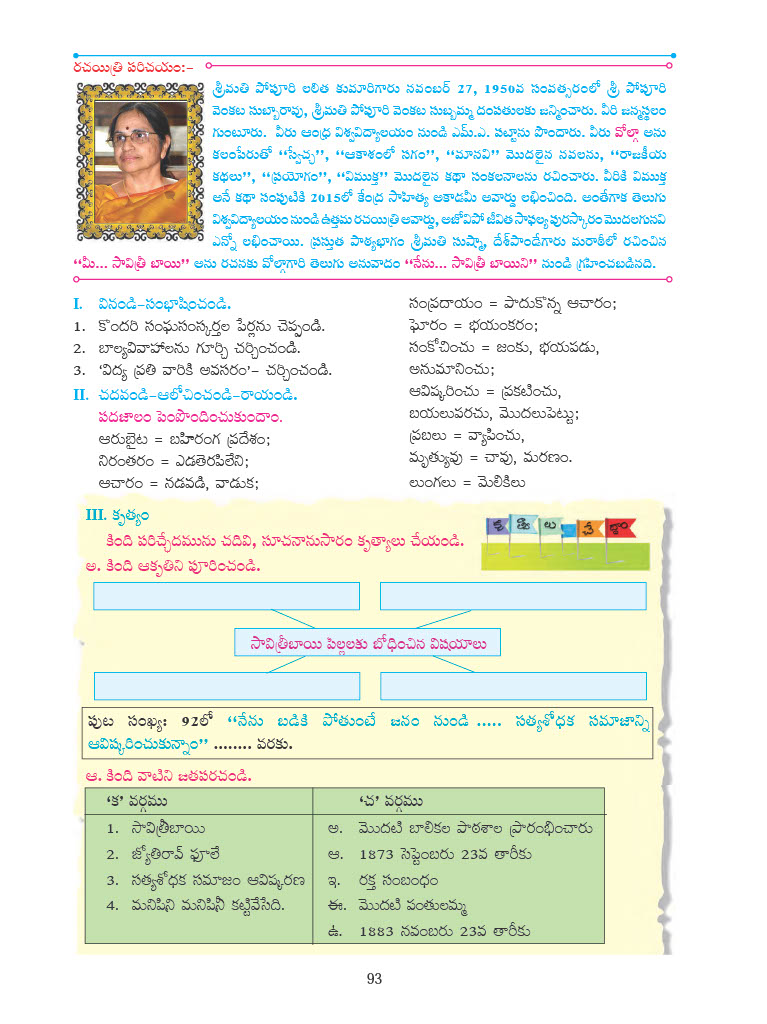 రచయిత్రి పరిచయం:–
శ్రీమతి పోపూరి లలిత కుమారిగారు నవంబర్ 27, 1950వ సంవత్సరంలో శ్రీ పోపూరి
వెంకట సుబ్బారావు, శ్రీమతి పోపూరి వెంకట సుబ్బమ్మ దంపతులకు జన్మించారు. వీరి జన్మస్థలం
గుంటూరు. వీరు ఆంధ్ర విశ్వవిద్యాలయం నుండి ఎమ్.ఎ. పట్టాను పొందారు. వీరు వోల్గా అను
కలంపేరుతో “స్వేచ్ఛ”, “ఆకాశంలో సగం”, “మానవి” మొదలైన నవలను, “రాజకీయ
కథలు”, “ప్రయోగం”, “విముక్త” మొదలైన కథా సంకలనాలను రచించారు. వీరికి విముక్త
అనే కథా సంపుటికి 2015లో కేంద్ర సాహిత్య అకాడమీ అవార్డు లభించింది. అంతేగాక తెలుగు
విశ్వవిద్యాలయం నుండి ఉత్తమ రచయిత్రి అవార్డు, అజోవిపో జీవిత సాఫల్య పురస్కారం మొదలగునవి
ఎన్నో లభించాయి. ప్రస్తుత పాఠ్యభాగం శ్రీమతి సుష్మా, దేశ్‌పాండేగారు మరాఠీలో రచించిన
“మీ... సావిత్రీ బాయి” అను రచనకు వోల్గాగారి తెలుగు అనువాదం “నేను... సావిత్రీ బాయిని” నుండి గ్రహించబడినది.
I. వినండి–సంభాషించండి.
1. కొందరి సంఘసంస్కర్తల పేర్లను చెప్పండి.
2. బాల్యవివాహాలను గూర్చి చర్చించండి.
3. ‘విద్య ప్రతి వారికి అవసరం’– చర్చించండి.
II. చదవండి–ఆలోచించండి–రాయండి.
పదజాలం పెంపొందించుకుందాం.
ఆరుబైట = బహిరంగ ప్రదేశం;
నిరంతరం = ఎడతెరపిలేని;
ఆచారం = నడవడి, వాడుక;
సంప్రదాయం = పాదుకొన్న ఆచారం;
ఘోరం = భయంకరం;
సంకోచించు = జంకు, భయపడు,
అనుమానించు;
ఆవిష్కరించు = ప్రకటించు,
బయలుపరచు, మొదలుపెట్టు;
ప్రబలు = వ్యాపించు,
మృత్యువు = చావు, మరణం.
లుంగలు = మెలికిలు
III. కృత్యం
కృత్యాలు చేద్దాం
కింది పరిచ్ఛేదమును చదివి, సూచనానుసారం కృత్యాలు చేయండి.
అ. కింది ఆకృతిని పూరించండి.
సావిత్రీబాయి పిల్లలకు బోధించిన విషయాలు
పుట సంఖ్య: 92లో “నేను బడికి పోతుంటే జనం నుండి ..... సత్యశోధక సమాజాన్ని
ఆవిష్కరించుకున్నాం” ........ వరకు.
ఆ. కింది వాటిని జతపరచండి.
‘క’ వర్గము ‘చ’ వర్గము
1. సావిత్రీబాయి అ. మొదటి బాలికల పాఠశాల ప్రారంభించారు
2. జ్యోతిరావ్ ఫూలే ఆ. 1873 సెప్టెంబరు 23వ తారీకు
3. సత్యశోధక సమాజం ఆవిష్కరణ ఇ. రక్త సంబంధం
4. మనిషిని మనిషినీ కట్టివేసేది. ఈ. మొదటి పంతులమ్మ
ఉ. 1883 నవంబరు 23వ తారీకు
93